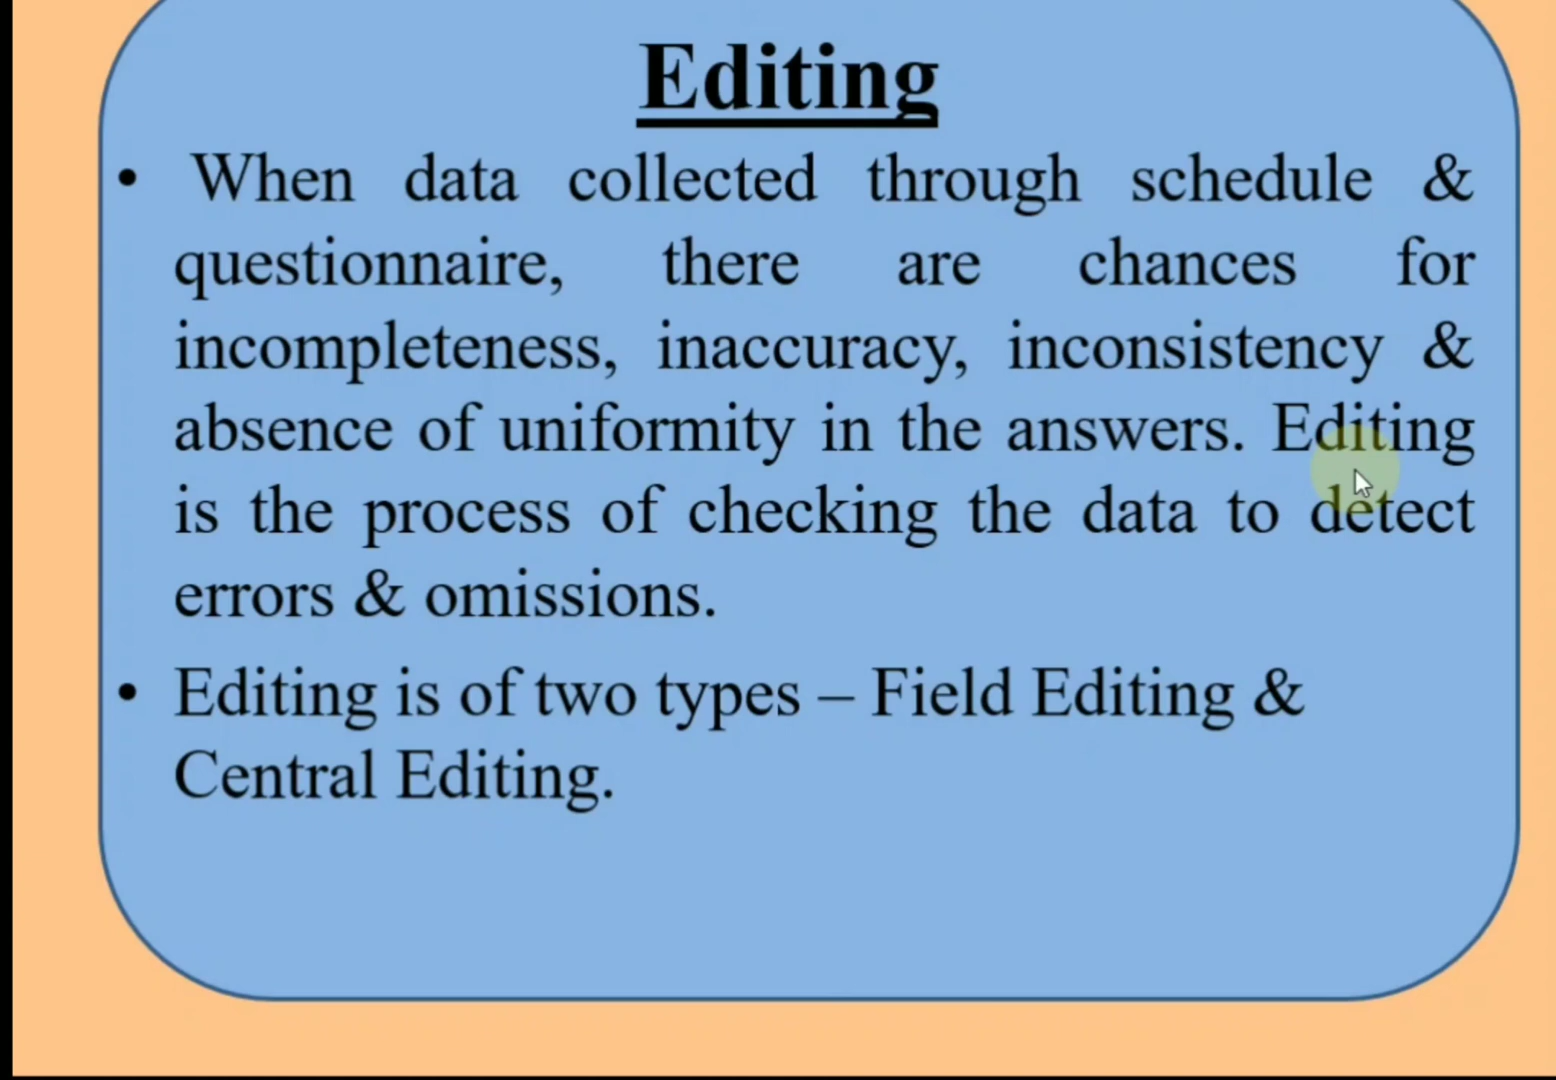 Editing
• When data collected through schedule &
questionnaire, there are chances for
incompleteness, inaccuracy, inconsistency &
absence of uniformity in the answers. Editing
is the process of checking the data to detect
errors & omissions.
• Editing is of two types – Field Editing &
Central Editing.